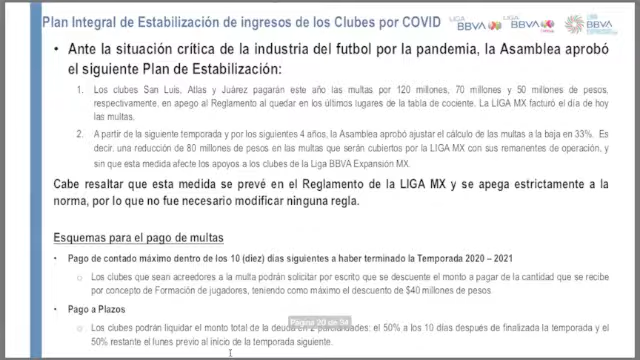 Plan Integral de Estabilización de ingresos de los Clubes por COVID
LIGA BBVA MX
LIGA BBVA MX
BBVA
• Ante la situación crítica de la industria del futbol por la pandemia, la Asamblea aprobó
el siguiente Plan de Estabilización:
1. Los clubes San Luis, Atlas y Juárez pagarán este año las multas por 120 millones, 70 millones y 50 millones de pesos,
respectivamente, en apego al Reglamento al quedar en los últimos lugares de la tabla de cociente. La LIGA MX facturó el día de hoy
las multas.
2. A partir de la siguiente temporada y por los siguientes 4 años, la Asamblea aprobó ajustar el cálculo de las multas a la baja en 33%. Es
decir, una reducción de 80 millones de pesos en las multas que serán cubiertos por la LIGA MX con sus remanentes de operación, y
sin que esta medida afecte los apoyos a los clubes de la Liga BBVA Expansión MX.
Cabe resaltar que esta medida se prevé en el Reglamento de la LIGA MX y se apega estrictamente a la
norma, por lo que no fue necesario modificar ninguna regla.
Esquemas para el pago de multas
• Pago de contado máximo dentro de los 10 (diez) días siguientes a haber terminado la Temporada 2020 – 2021
o Los clubes que sean acreedores a la multa podrán solicitar por escrito que se descuente el monto a pagar de la cantidad que se recibe
por concepto de Formación de jugadores, teniendo como máximo el descuento de $40 millones de pesos
• Pago a Plazos
Página 20 de 34
o Los clubes podrán liquidar el monto total de la deuda en 2 parcialidades: el 50% a los 10 días después de finalizada la temporada y el
50% restante el lunes previo al inicio de la temporada siguiente.